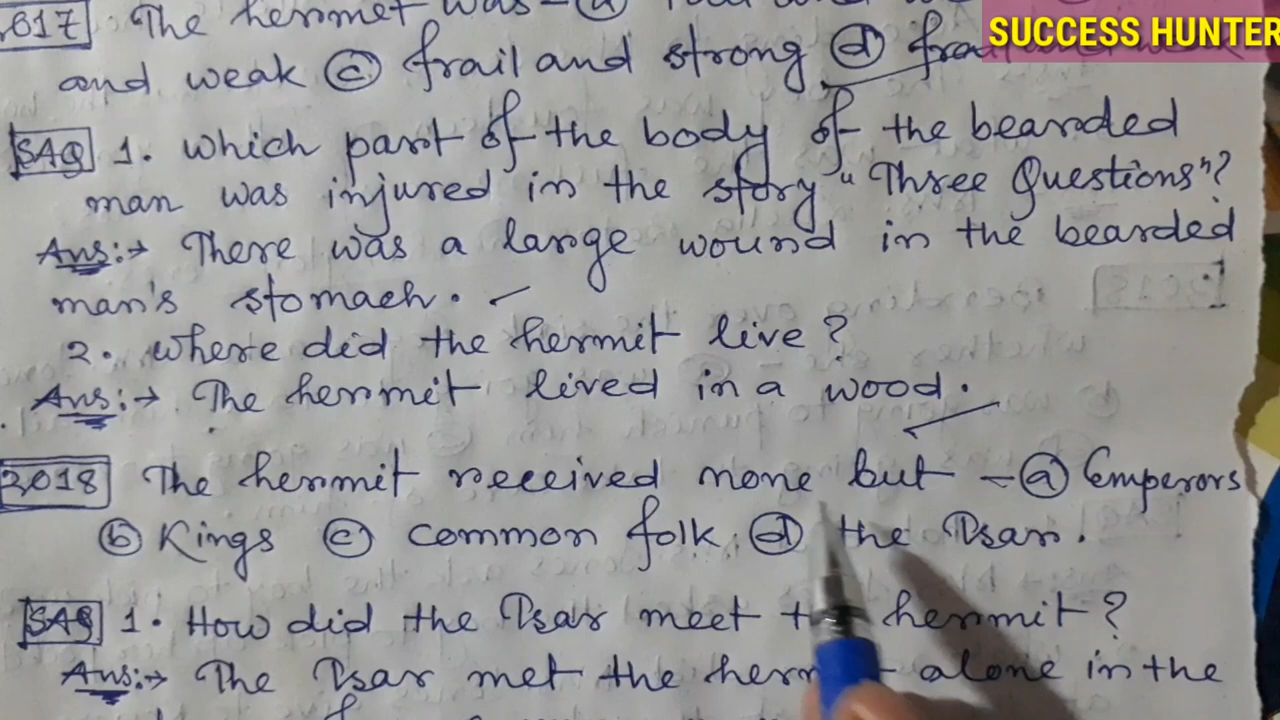 SUCCESS HUNTER
2017 The hermit was - (a)
and weak (c) frail and strong (d) frail
SAQ 1. Which part of the body of the bearded
man was injured in the story "Three Questions"?
Ans:→ There was a large wound in the bearded
man's stomach.
2. Where did the hermit live?
Ans:→ The hermit lived in a wood.
2018 The hermit received none but - (a) Emperors
(b) Kings (c) common folk (d) the Tsar.
SAQ 1. How did the Tsar meet the hermit?
Ans:→ The Tsar met the hermit alone in the